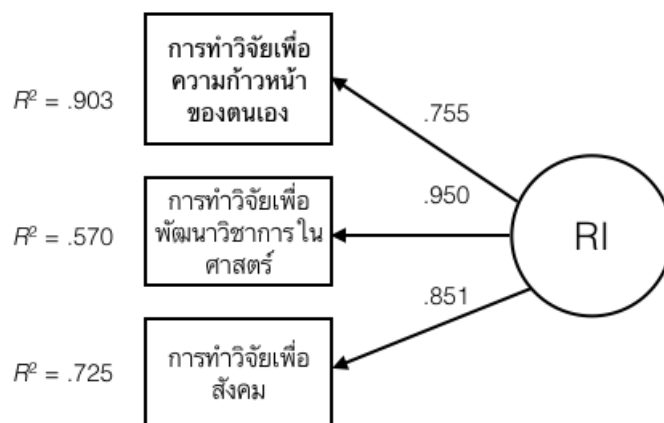 การทำวิจัยเพื่อ
ความก้าวหน้า
ของตนเอง
R² = .903
.755
การทำวิจัยเพื่อ
พัฒนาวิชาการ ใน
ศาสตร์
R² = .570
.950
RI
.851
การทำวิจัยเพื่อ
สังคม
R² = .725